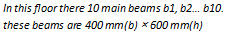 In this floor there 10 main beams b1, b2... b10.
these beams are 400 mm(b) × 600 mm(h)